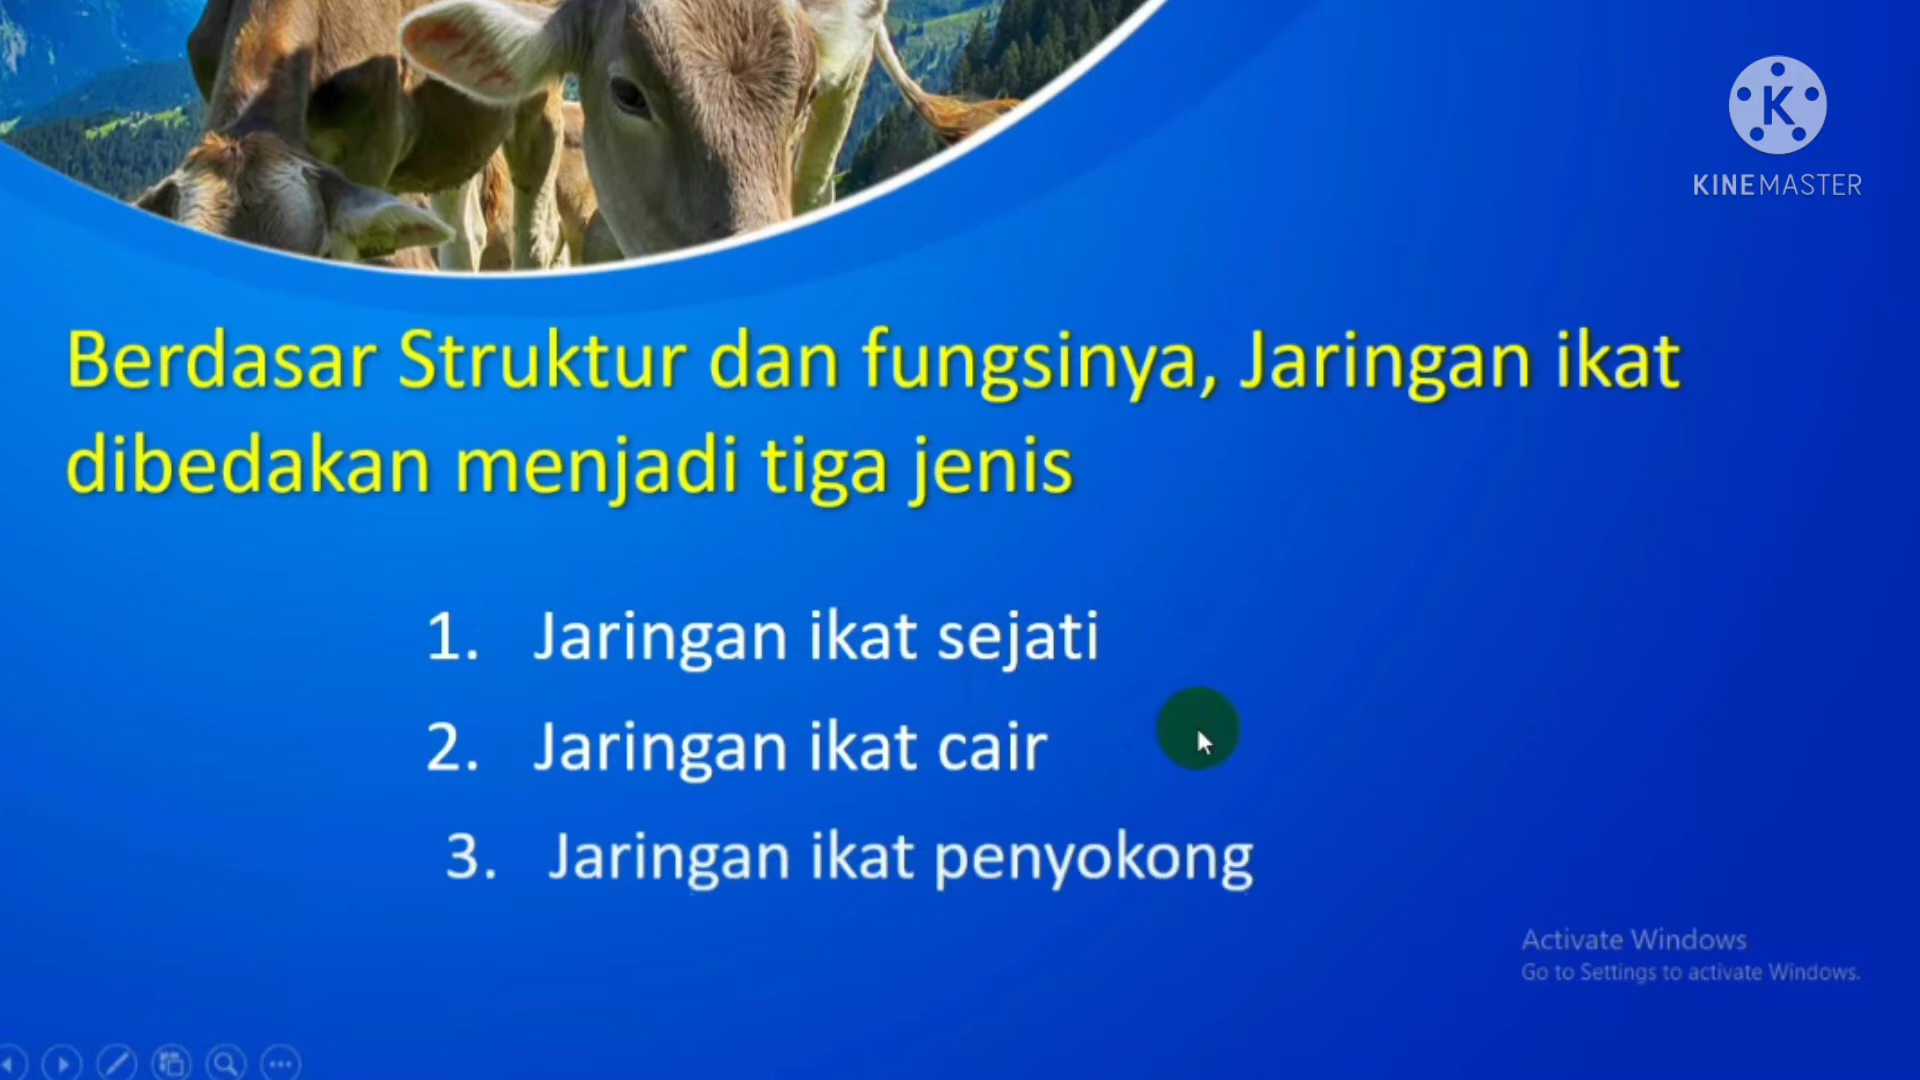 K
KINEMASTER
Berdasar Struktur dan fungsinya, Jaringan ikat
dibedakan menjadi tiga jenis
1. Jaringan ikat sejati
2. Jaringan ikat cair
3. Jaringan ikat penyokong
Activate Windows
Go to Settings to activate Windows.